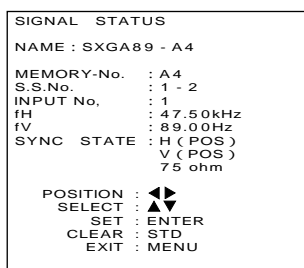 SIGNAL STATUS
NAME : SXGA89 - A4
MEMORY-No. : A4
S.S.No. : 1 - 2
INPUT No, : 1
fH : 47.50kHz
fV : 89.00Hz
SYNC STATE : H ( POS )
V ( POS )
75 ohm
POSITION : ◀▶
SELECT : ▲▼
SET : ENTER
CLEAR : STD
EXIT : MENU